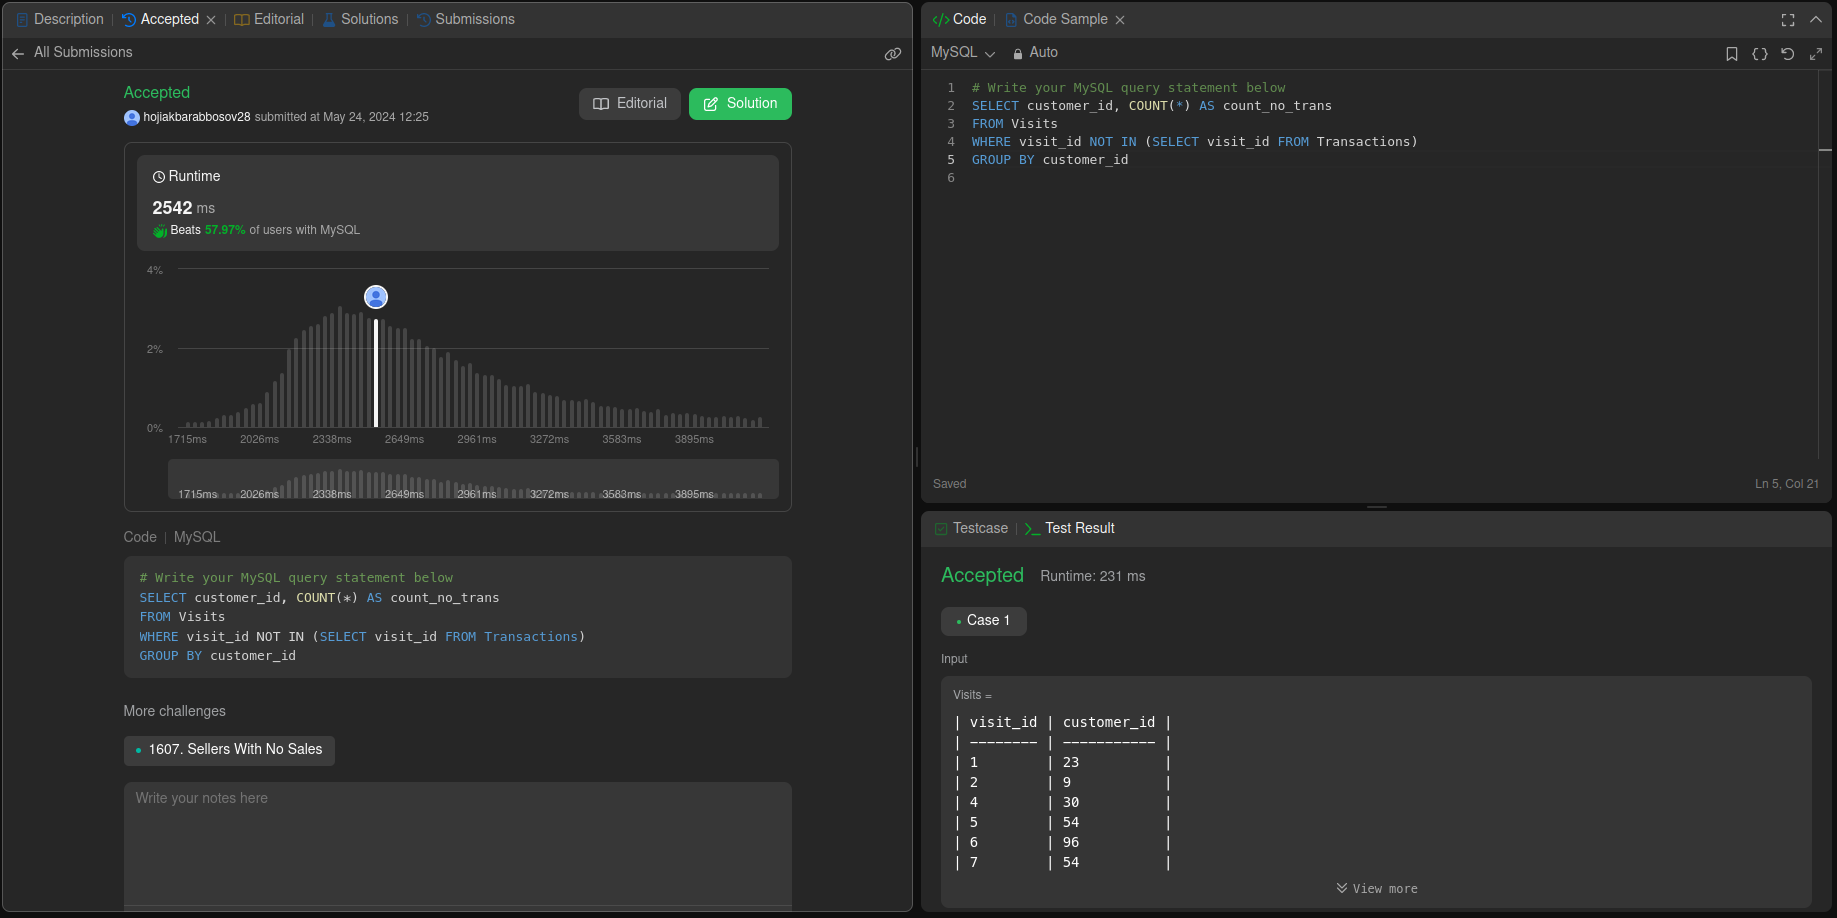 Description | Accepted × | Editorial | Solutions | Submissions
All Submissions
Accepted
hojiakbarabbosov28 submitted at May 24, 2024 12:25
Editorial
Solution
Runtime
2542 ms
Beats 57.97% of users with MySQL
4%
2%
0%
1715ms 2026ms 2338ms 2649ms 2961ms 3272ms 3583ms 3895ms
1715ms 2026ms 2338ms 2649ms 2961ms 3272ms 3583ms 3895ms
Code | MySQL
# Write your MySQL query statement below
SELECT customer_id, COUNT(*) AS count_no_trans
FROM Visits
WHERE visit_id NOT IN (SELECT visit_id FROM Transactions)
GROUP BY customer_id
More challenges
• 1607. Sellers With No Sales
Write your notes here
</> Code | Code Sample ×
MySQL Auto
1 # Write your MySQL query statement below
2 SELECT customer_id, COUNT(*) AS count_no_trans
3 FROM Visits
4 WHERE visit_id NOT IN (SELECT visit_id FROM Transactions)
5 GROUP BY customer_id
6
Saved Ln 5, Col 21
Testcase | >_ Test Result
Accepted Runtime: 231 ms
• Case 1
Input
Visits =
| visit_id | customer_id |
| -------- | ----------- |
| 1 | 23 |
| 2 | 9 |
| 4 | 30 |
| 5 | 54 |
| 6 | 96 |
| 7 | 54 |
View more